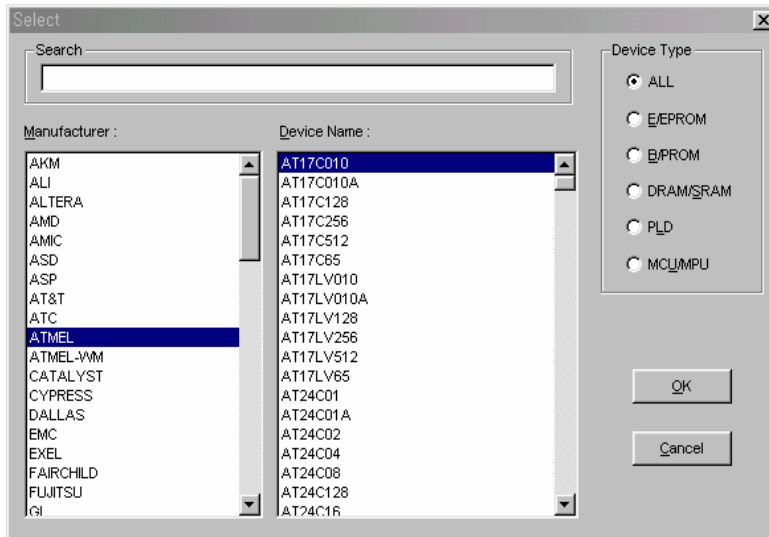 Select
Search
Manufacturer :
AKM
ALI
ALTERA
AMD
AMIC
ASD
ASP
AT&T
ATC
ATMEL
ATMEL-WM
CATALYST
CYPRESS
DALLAS
EMC
EXEL
FAIRCHILD
FUJITSU
GI
Device Name :
AT17C010
AT17C010A
AT17C128
AT17C256
AT17C512
AT17C65
AT17LV010
AT17LV010A
AT17LV128
AT17LV256
AT17LV512
AT17LV65
AT24C01
AT24C01A
AT24C02
AT24C04
AT24C08
AT24C128
AT24C16
Device Type
ALL
E/EPROM
B/PROM
DRAM/SRAM
PLD
MCU/MPU
OK
Cancel